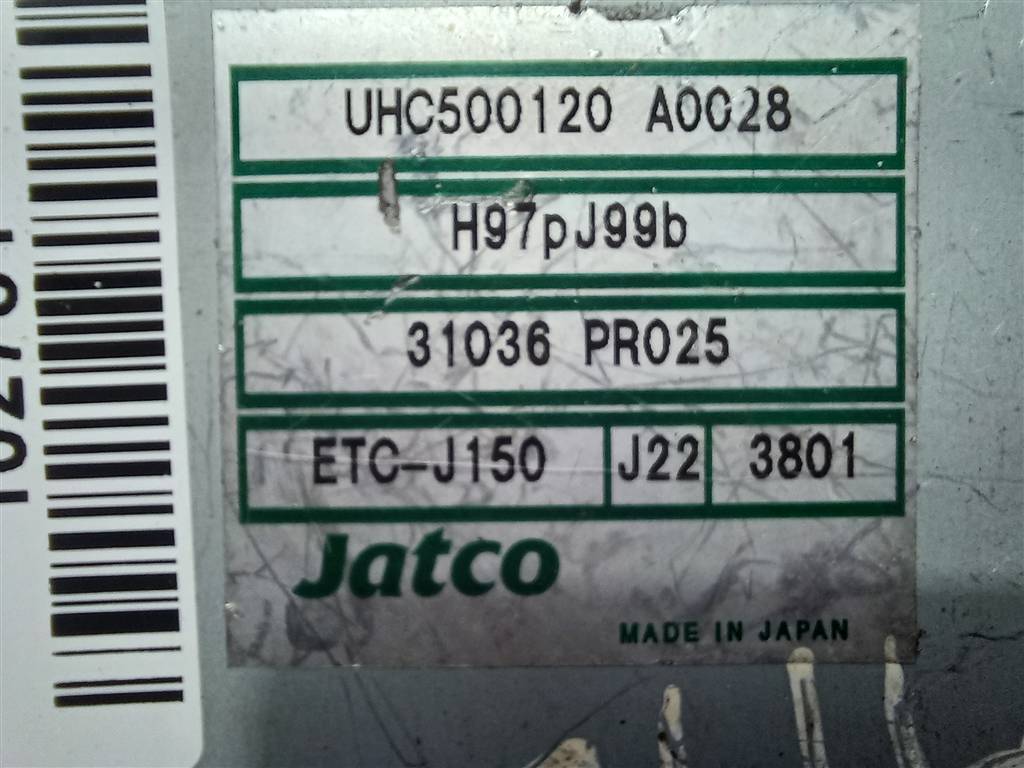 UHC500120 A0028
H97pJ99b
31036 PR025
ETC-J150 J22 3801
Jatco
MADE IN JAPAN